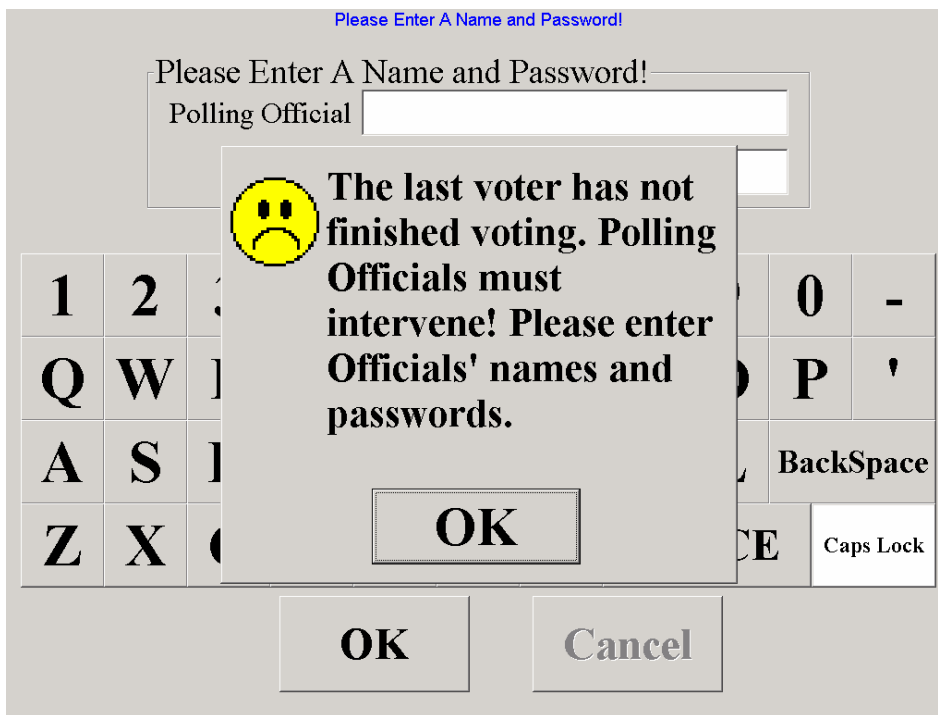 Please Enter A Name and Password!
Please Enter A Name and Password!
Polling Official
The last voter has not
finished voting. Polling
Officials must
intervene! Please enter
Officials' names and
passwords.
OK
1 2 0 -
Q W P '
A S BackSpace
Z X Caps Lock
OK Cancel